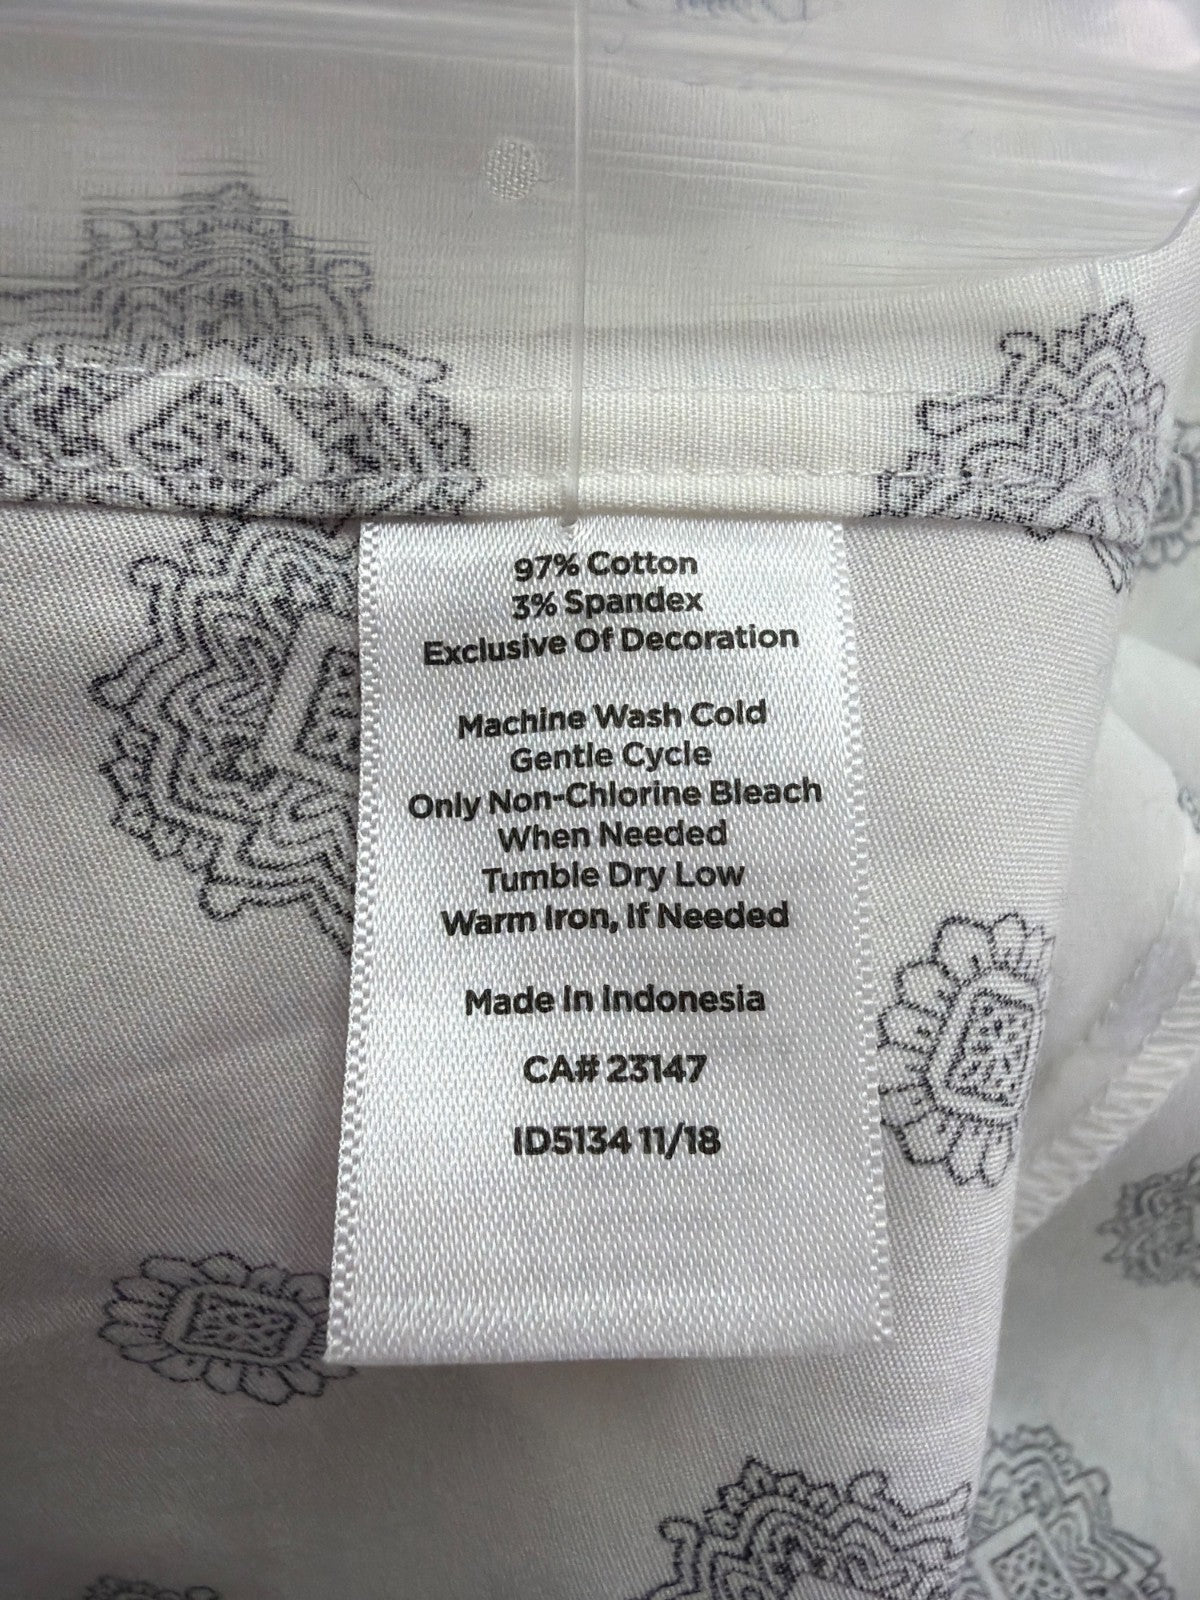 97% Cotton
3% Spandex
Exclusive Of Decoration
Machine Wash Cold
Gentle Cycle
Only Non-Chlorine Bleach
When Needed
Tumble Dry Low
Warm Iron, If Needed
Made In Indonesia
CA# 23147
ID5134 11/18